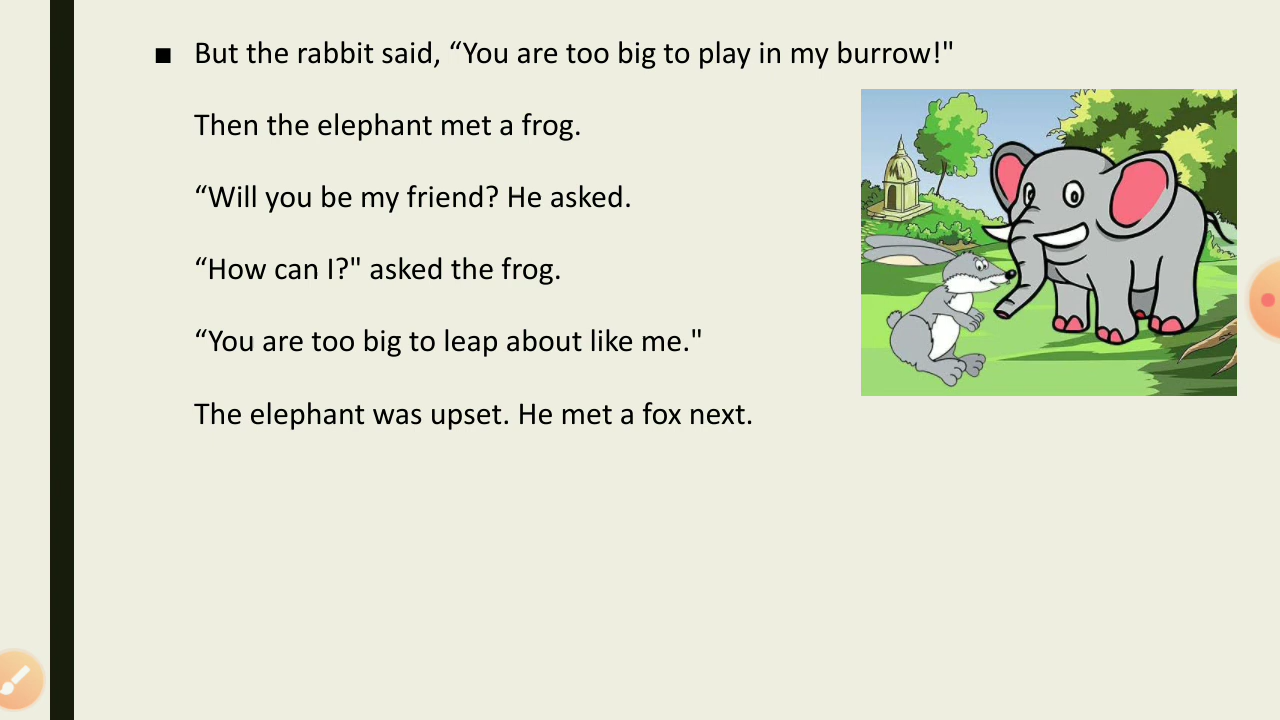 ■ But the rabbit said, “You are too big to play in my burrow!"
Then the elephant met a frog.
“Will you be my friend? He asked.
“How can I?" asked the frog.
“You are too big to leap about like me."
The elephant was upset. He met a fox next.